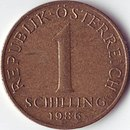 REPUBLIK·ÖSTERREICH
1
SCHILLING
1986